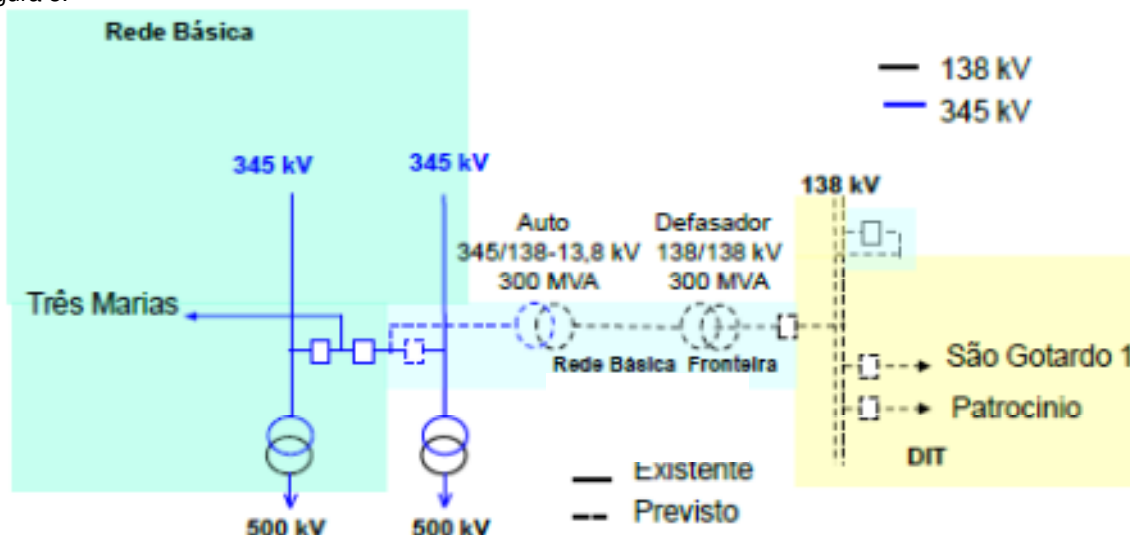 Rede Básica
138 kV
345 kV
345 kV
345 kV
138 kV
Auto
345/138-13,8 kV
300 MVA
Defasador
138/138 kV
300 MVA
Três Marias
Rede Básica Fronteira
São Gotardo 1
Patrocinio
DIT
Existente
Previsto
500 kV
500 kV